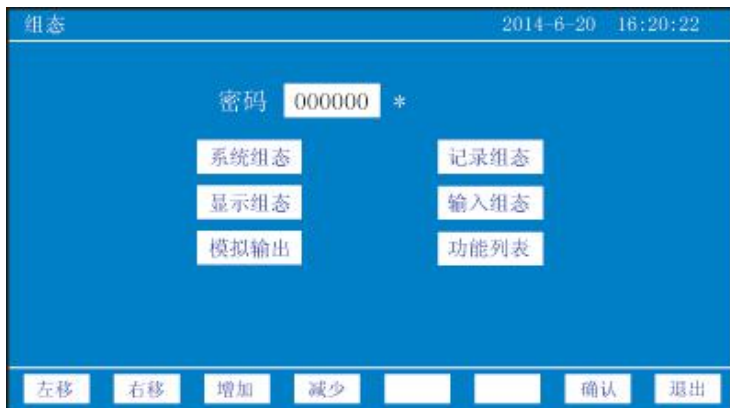 组态 2014-6-20 16:20:22
密码 000000 *
系统组态 记录组态
显示组态 输入组态
模拟输出 功能列表
左移 右移 增加 减少 确认 退出